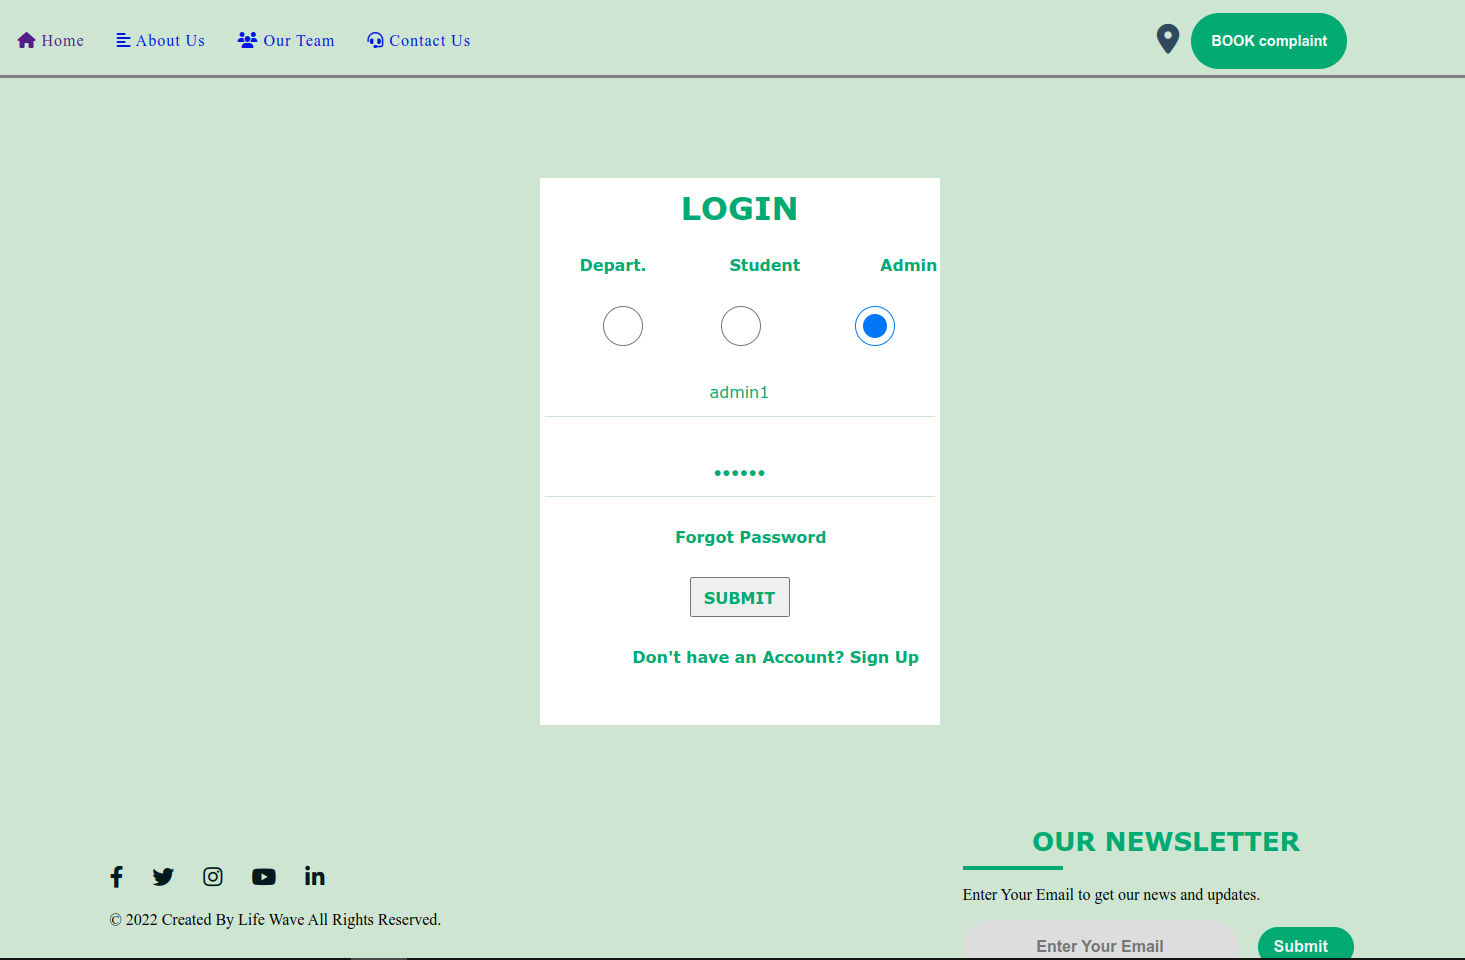 Home About Us Our Team Contact Us BOOK complaint
LOGIN
Depart. Student Admin
admin1
••••••
Forgot Password
SUBMIT
Don't have an Account? Sign Up
OUR NEWSLETTER
Enter Your Email to get our news and updates.
© 2022 Created By Life Wave All Rights Reserved.
Enter Your Email Submit